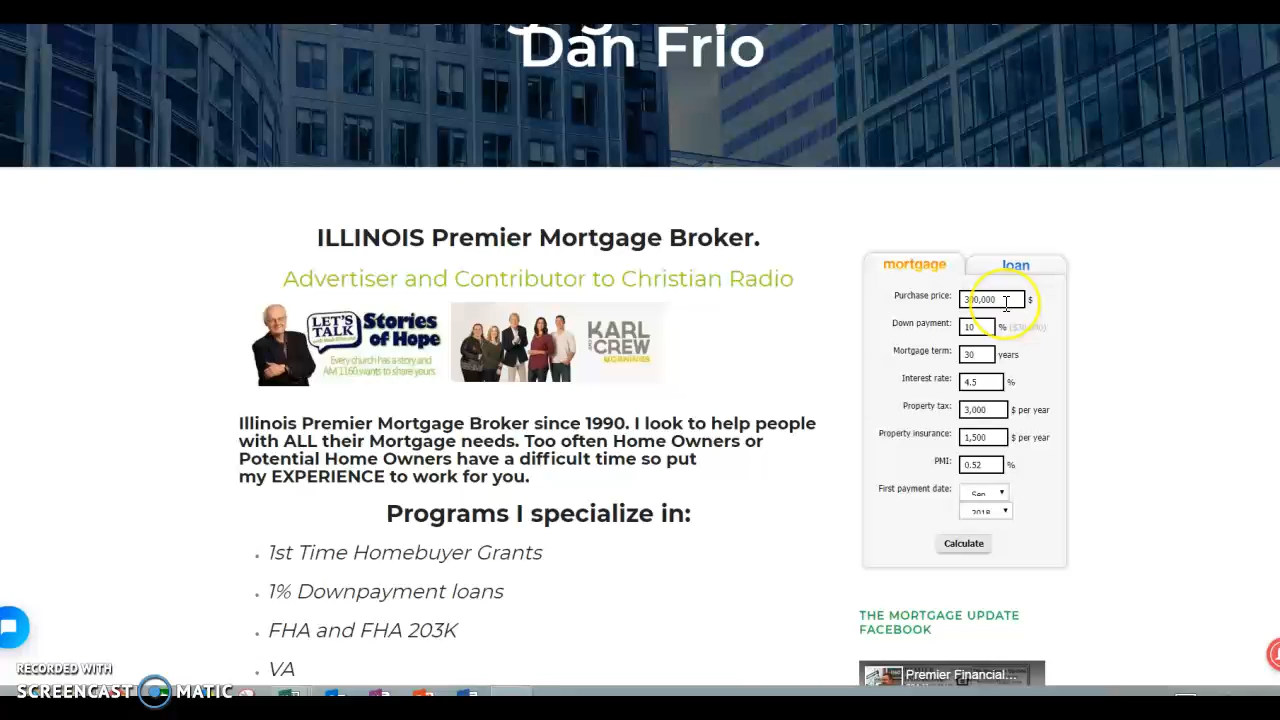 Dan Frio
ILLINOIS Premier Mortgage Broker.
Advertiser and Contributor to Christian Radio
LET'S
TALK
Stories
of Hope
Every church has a story and
AM 1160 wants to share yours.
KARL
CREW
MORNINGS
Illinois Premier Mortgage Broker since 1990. I look to help people
with ALL their Mortgage needs. Too often Home Owners or
Potential Home Owners have a difficult time so put
my EXPERIENCE to work for you.
Programs I specialize in:
1st Time Homebuyer Grants
1% Downpayment loans
FHA and FHA 203K
VA
mortgage loan
Purchase price: 300,000 $
Down payment: 10 % ($30,000)
Mortgage term: 30 years
Interest rate: 4.5 %
Property tax: 3,000 $ per year
Property insurance: 1,500 $ per year
PMI: 0.52 %
First payment date: Sep
2018
Calculate
THE MORTGAGE UPDATE
FACEBOOK
Premier Financial...
RECORDED WITH
SCREENCAST MATIC